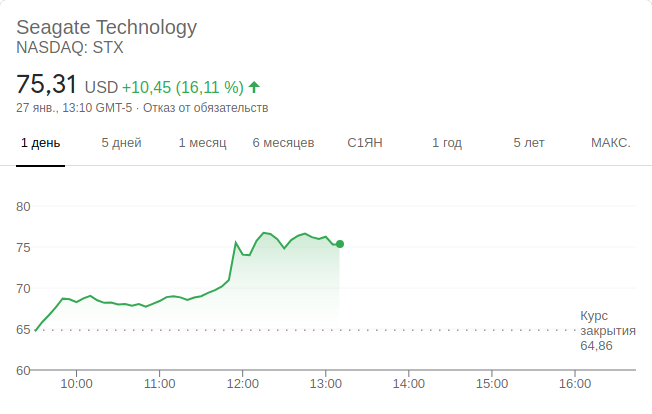 Seagate Technology
NASDAQ: STX
75,31 USD +10,45 (16,11 %)
27 янв., 13:10 GMT-5 · Отказ от обязательств
1 день 5 дней 1 месяц 6 месяцев С1ЯН 1 год 5 лет МАКС.
80
75
70
65
60
Курс
закрытия
64,86
10:00 11:00 12:00 13:00 14:00 15:00 16:00